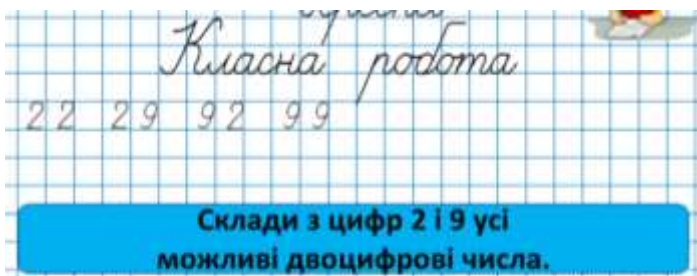 Класна робота
22 29 92 99
Склади з цифр 2 і 9 усі
можливі двоцифрові числа.